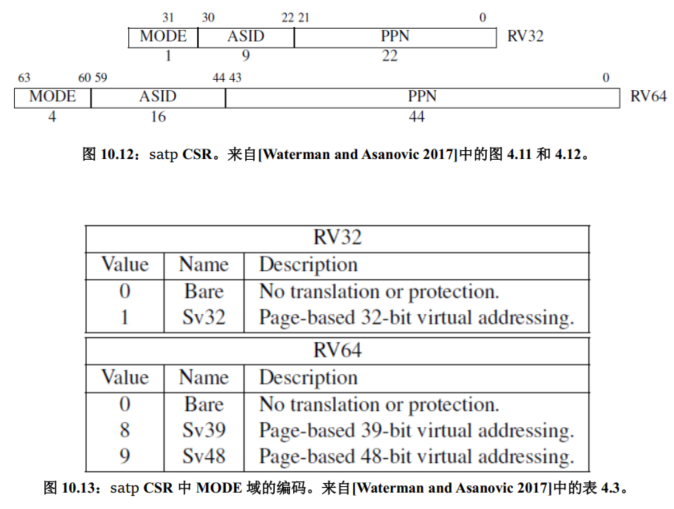 31 30 22 21 0
MODE ASID PPN RV32
1 9 22
63 60 59 44 43 0
MODE ASID PPN RV64
4 16 44
图 10.12：satp CSR。来自[Waterman and Asanovic 2017]中的图 4.11 和 4.12。
RV32
Value Name Description
0 Bare No translation or protection.
1 Sv32 Page-based 32-bit virtual addressing.
RV64
Value Name Description
0 Bare No translation or protection.
8 Sv39 Page-based 39-bit virtual addressing.
9 Sv48 Page-based 48-bit virtual addressing.
图 10.13：satp CSR 中 MODE 域的编码。来自[Waterman and Asanovic 2017]中的表 4.3。